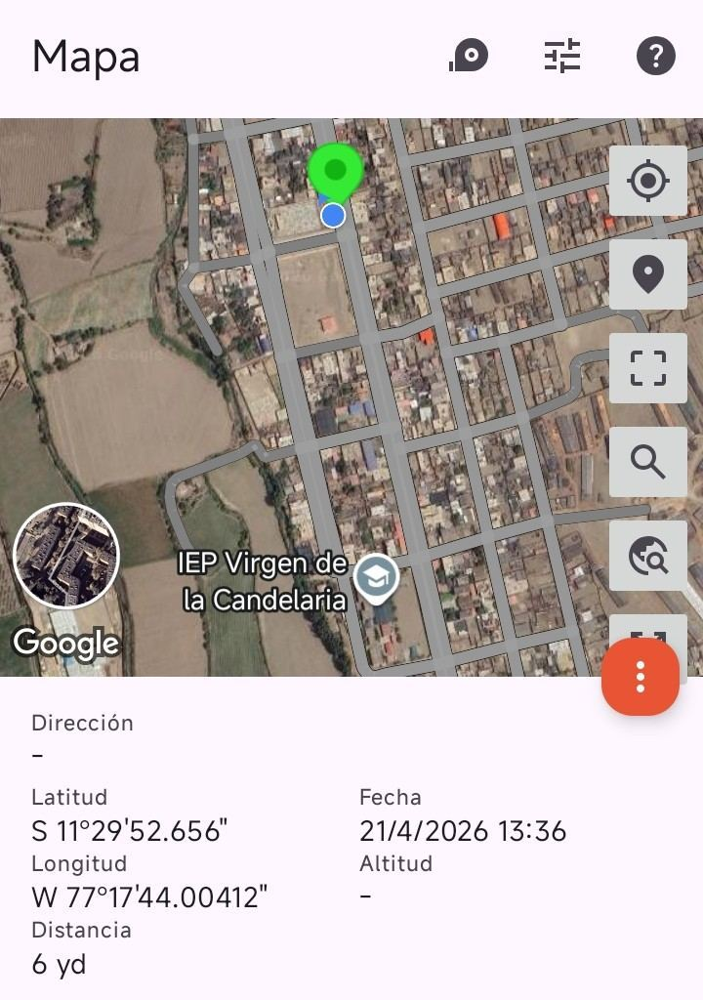 Mapa
IEP Virgen de
la Candelaria
Google
Dirección
-
Latitud
S 11°29'52.656"
Fecha
21/4/2026 13:36
Longitud
W 77°17'44.00412"
Altitud
-
Distancia
6 yd